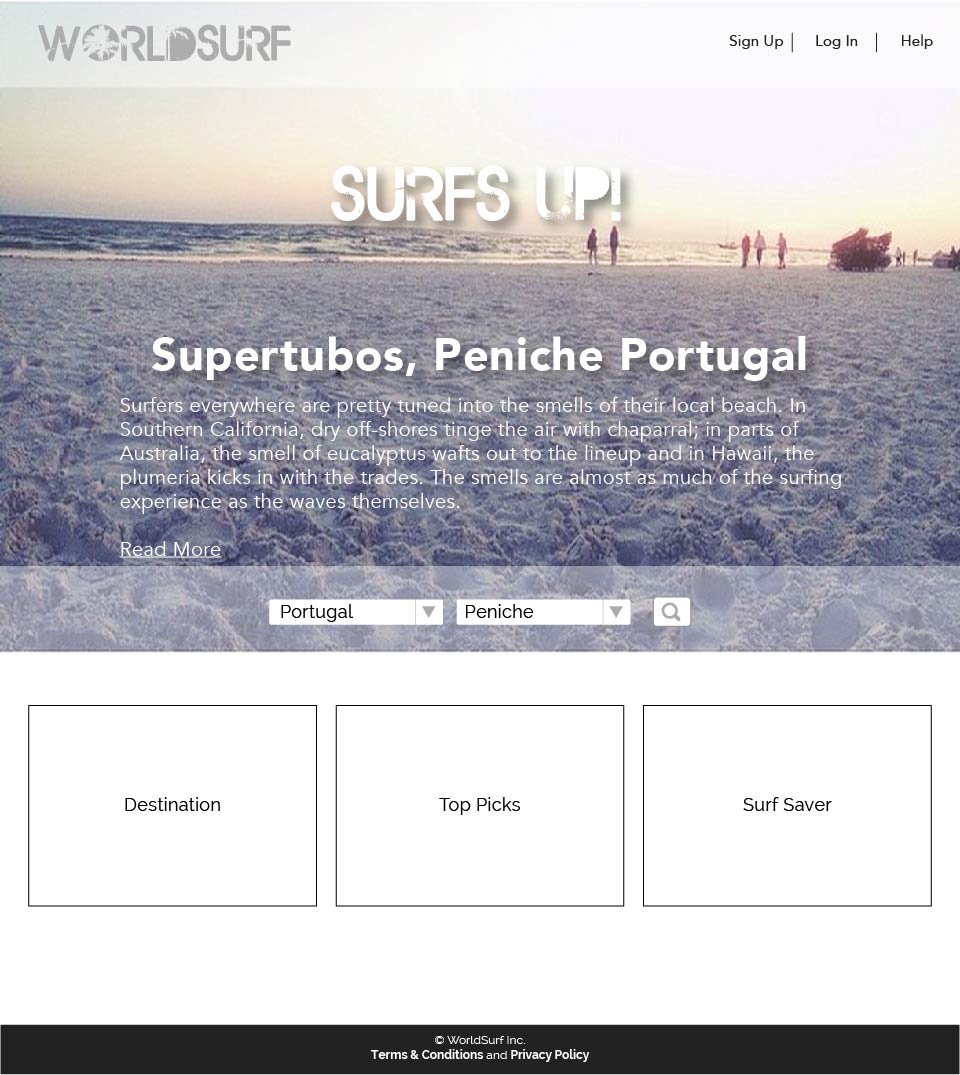 WORLDSURF
Sign Up | Log In | Help
SURFS UP!
Supertubos, Peniche Portugal
Surfers everywhere are pretty tuned into the smells of their local beach. In
Southern California, dry off-shores tinge the air with chaparral; in parts of
Australia, the smell of eucalyptus wafts out to the lineup and in Hawaii, the
plumeria kicks in with the trades. The smells are almost as much of the surfing
experience as the waves themselves.
Read More
Portugal Peniche
Destination Top Picks Surf Saver
© WorldSurf Inc.
Terms & Conditions and Privacy Policy